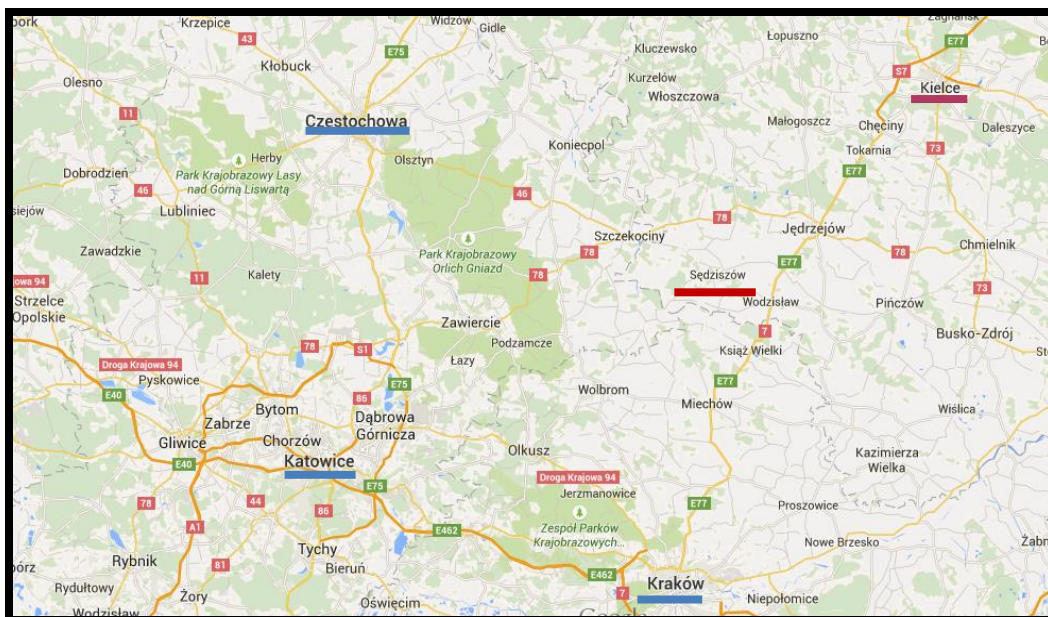 Krzepice
Widzów
Gidle
Łopuszno
Zagnańsk
43
E75
Kluczewsko
E77
Kłobuck
Olesno
Kurzelów
S7
Kielce
Włoszczowa
11
Częstochowa
Małogoszcz
Chęciny
Daleszyce
Koniecpol
Herby
Olsztyn
Tokarnia
73
Park Krajobrazowy Lasy
nad Górną Liswartą
Dobrodzień
E77
46
46
Lubliniec
78
Szczekociny
Jędrzejów
Zawadzkie
Park Krajobrazowy
Orlich Gniazd
78
78
Chmielnik
E77
Kalety
11
78
Sędziszów
73
Strzelce
Opolskie
Wodzisław
Pińczów
Zawiercie
7
Busko-Zdrój
Podzamcze
78
S1
Książ Wielki
Łazy
Droga Krajowa 94
Pyskowice
E75
E77
Wolbrom
E40
86
Miechów
Bytom
Wiślica
Zabrze
Dąbrowa
Górnicza
Gliwice
Chorzów
Olkusz
Kazimierza
Wielka
Katowice
E40
Droga Krajowa 94
E75
Jerzmanowice
78
44
86
E77
Proszowice
A1
Zespół Parków
Krajobrazowych...
E462
Nowe Brzesko
Tychy
Rybnik
81
Bieruń
E462
Rydułtowy
Kraków
Żory
7
Oświęcim
Niepołomice
Wodzisław